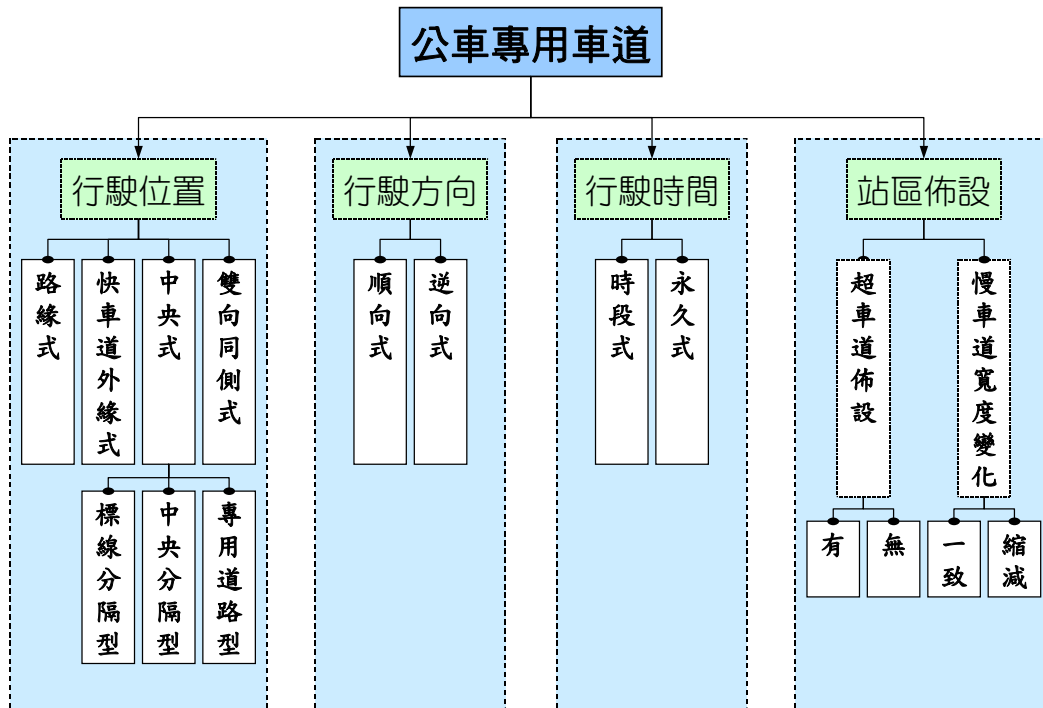 公車專用車道
行駛位置
行駛方向
行駛時間
站區佈設
路緣式
快車道外緣式
中央式
雙向同側式
順向式
逆向式
時段式
永久式
超車道佈設
慢車道寬度變化
標線分隔型
中央分隔型
專用道路型
有
無
一致
縮減